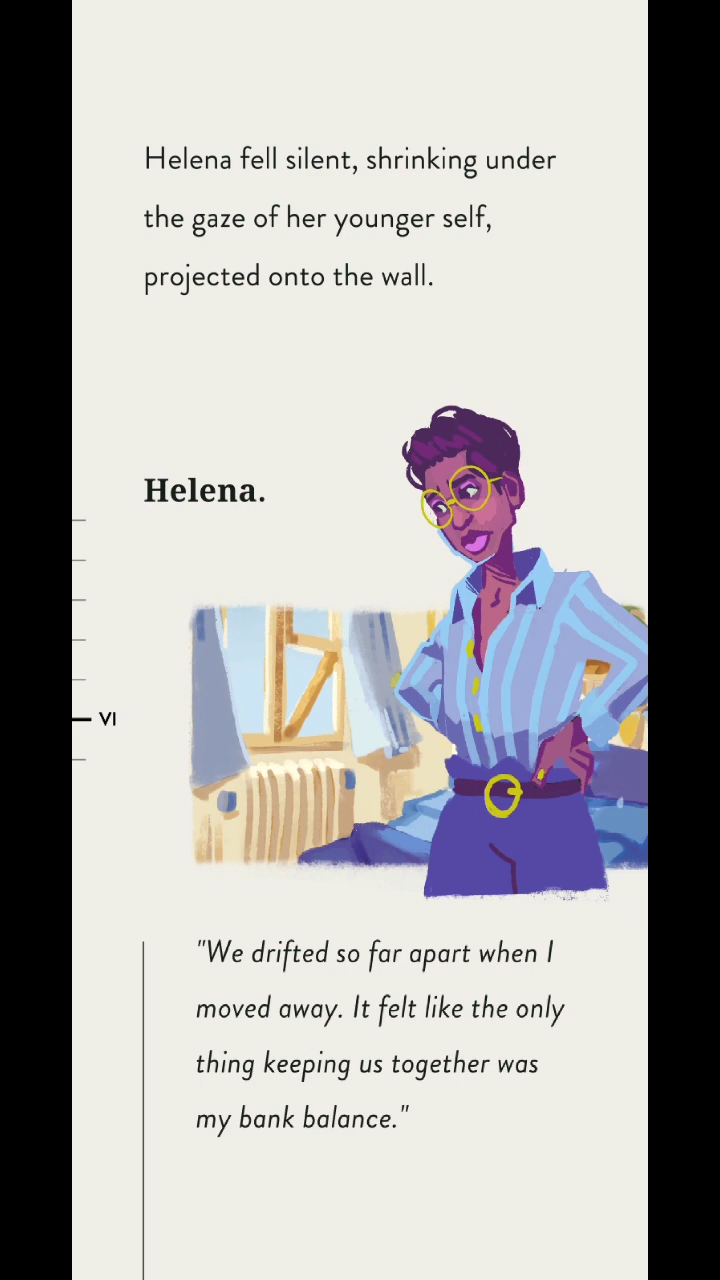 Helena fell silent, shrinking under
the gaze of her younger self,
projected onto the wall.
Helena.
VI
"We drifted so far apart when I
moved away. It felt like the only
thing keeping us together was
my bank balance."